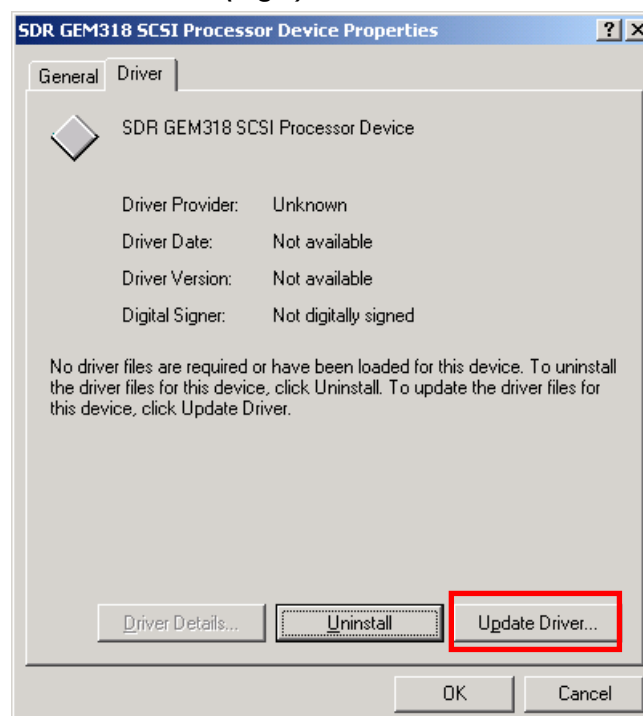 SDR GEM318 SCSI Processor Device Properties
General Driver
SDR GEM318 SCSI Processor Device
Driver Provider: Unknown
Driver Date: Not available
Driver Version: Not available
Digital Signer: Not digitally signed
No driver files are required or have been loaded for this device. To uninstall
the driver files for this device, click Uninstall. To update the driver files for
this device, click Update Driver.
Driver Details... Uninstall Update Driver...
OK Cancel